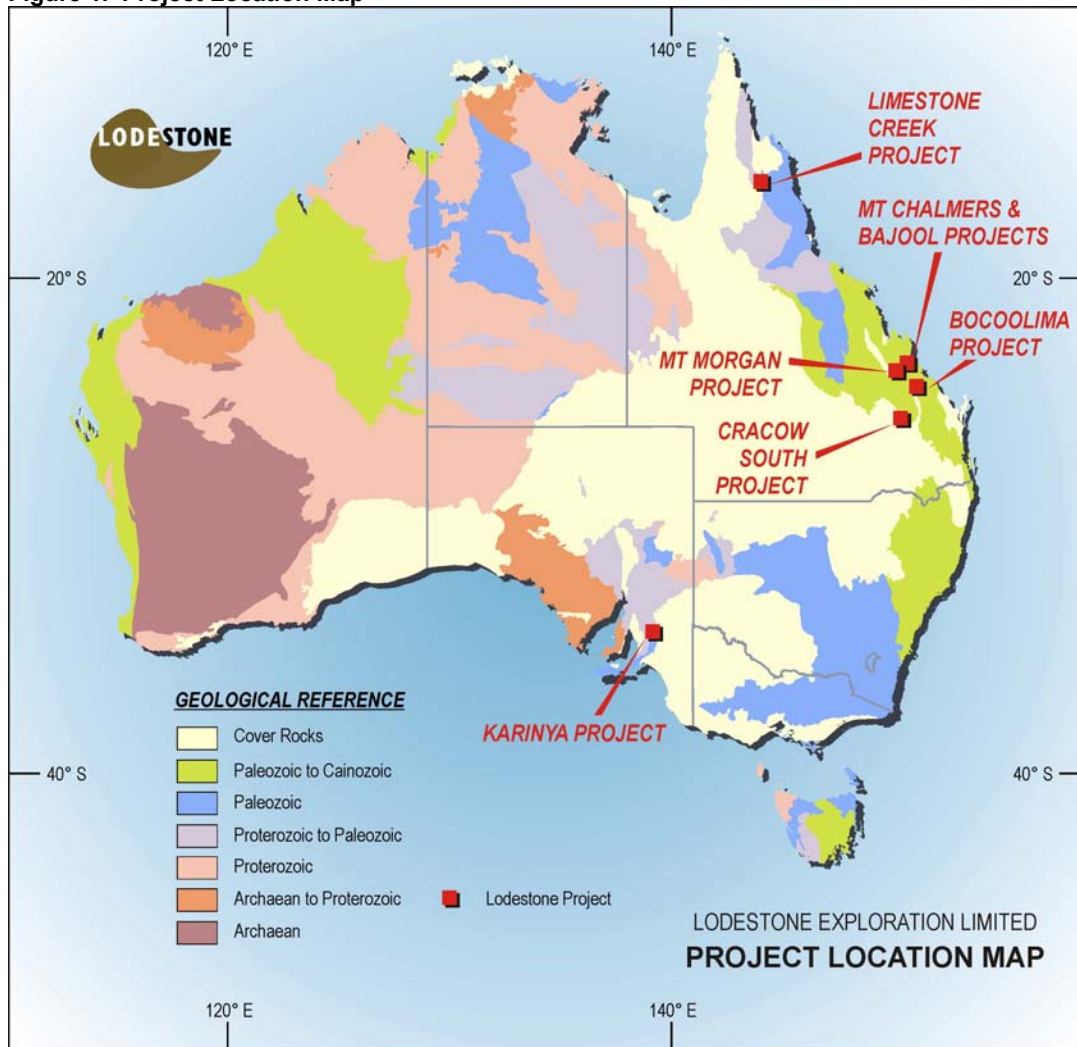 Figure 1: Project Location Map
120° E
140° E
LODESTONE
LIMESTONE
CREEK
PROJECT
MT CHALMERS &
BAJOOL PROJECTS
20° S
20° S
BOCOOLIMA
PROJECT
MT MORGAN
PROJECT
CRACOW
SOUTH
PROJECT
KARINYA PROJECT
GEOLOGICAL REFERENCE
Cover Rocks
Paleozoic to Cainozoic
Paleozoic
Proterozoic to Paleozoic
Proterozoic
Archaean to Proterozoic
Archaean
Lodestone Project
40° S
40° S
LODESTONE EXPLORATION LIMITED
PROJECT LOCATION MAP
120° E
140° E